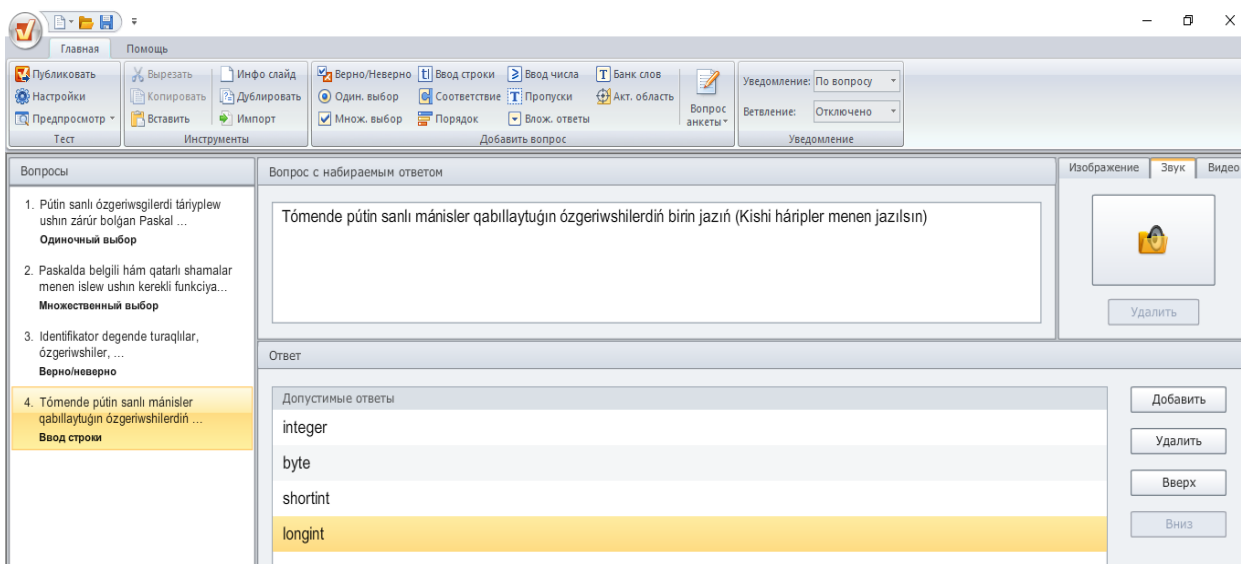 Главная Помощь
Публиковать Вырезать Инфо слайд Верно/Неверно Ввод строки Ввод числа Банк слов Уведомление: По вопросу
Настройки Копировать Дублировать Один. выбор Соответствие Пропуски Акт. область Вопрос анкеты Ветвление: Отключено
Предпросмотр Вставить Импорт Множ. выбор Порядок Влож. ответы
Тест Инструменты Добавить вопрос Уведомление
Вопросы
1. Pútin sanlı ózgeriwsgilerdi táriyplew
ushın zárúr bolǵan Paskal ...
Одиночный выбор
2. Paskalda belgili hám qatarlı shamalar
menen islew ushın kerekli funkciya...
Множественный выбор
3. Identifikator degende turaqlılar,
ózgeriwshiler, ...
Верно/неверно
4. Tómende pútin sanlı mánisler
qabıllaytuǵın ózgeriwshilerdiń ...
Ввод строки
Вопрос с набираемым ответом
Tómende pútin sanlı mánisler qabıllaytuǵın ózgeriwshilerdiń birin jazıń (Kishi háripler menen jazılsın)
Изображение Звук Видео
Удалить
Ответ
Допустимые ответы
integer
byte
shortint
longint
Добавить
Удалить
Вверх
Вниз